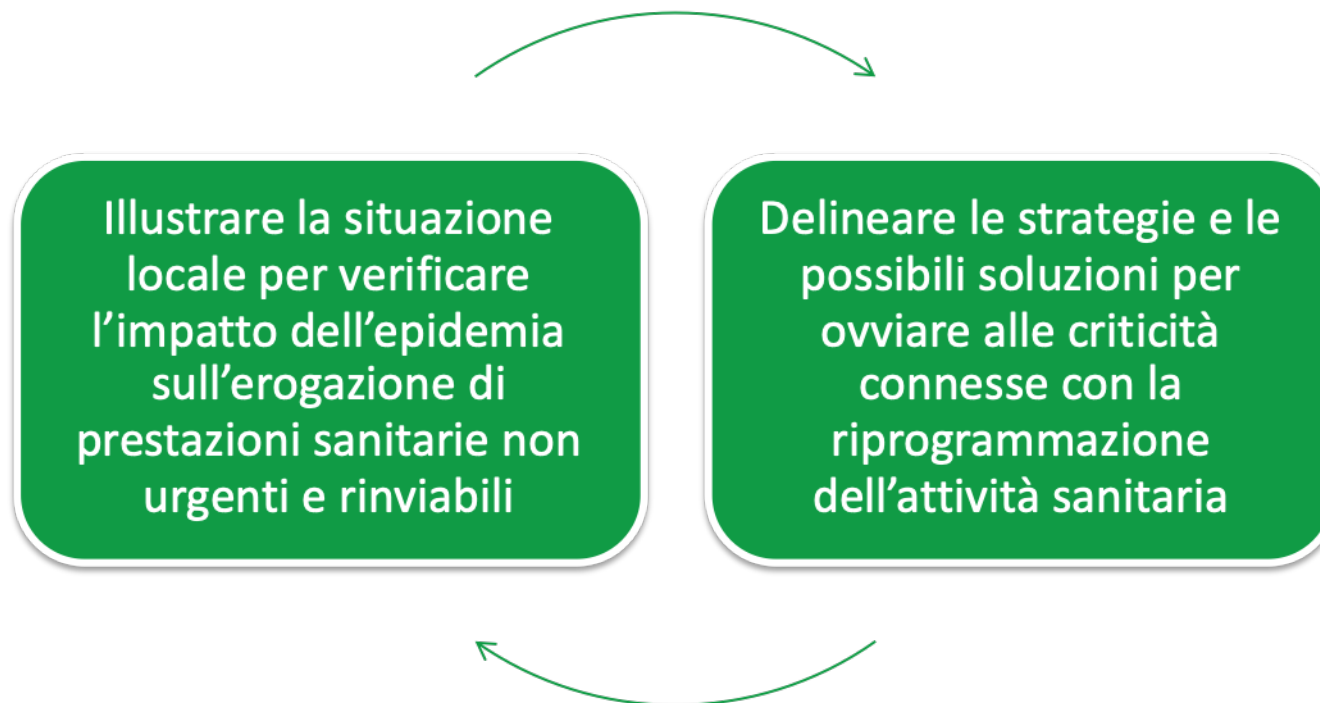 Illustrare la situazione
locale per verificare
l’impatto dell’epidemia
sull’erogazione di
prestazioni sanitarie non
urgenti e rinviabili
Delineare le strategie e le
possibili soluzioni per
ovviare alle criticità
connesse con la
riprogrammazione
dell’attività sanitaria